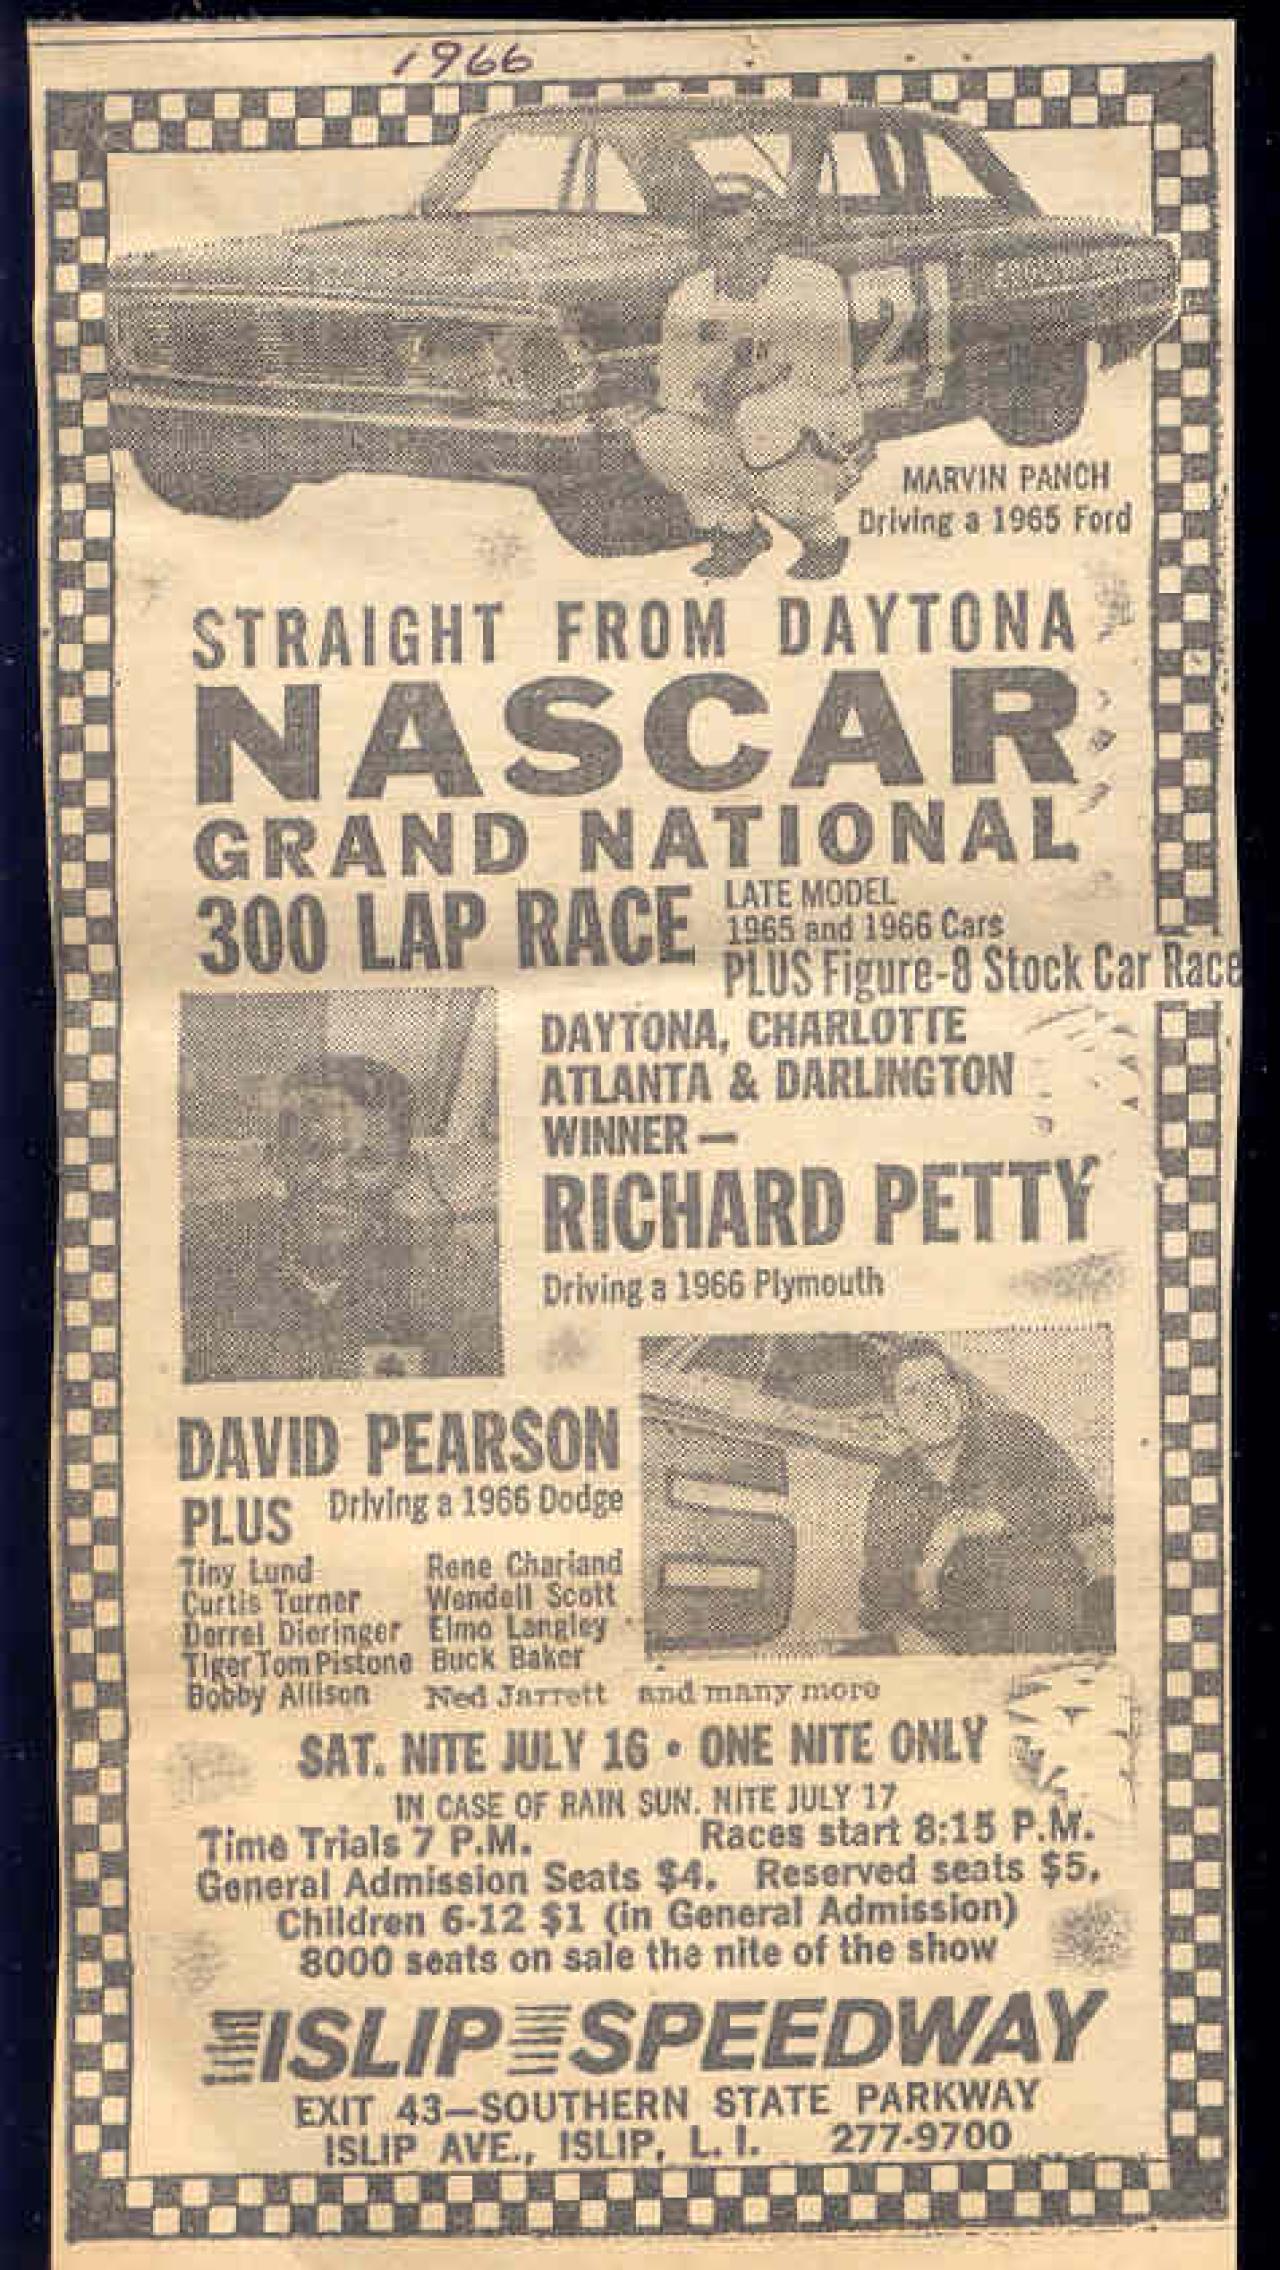 1966
21
MARVIN PANCH
Driving a 1965 Ford
STRAIGHT FROM DAYTONA
NASCAR
GRAND NATIONAL
300 LAP RACE
LATE MODEL
1965 and 1966 Cars
PLUS Figure-8 Stock Car Race
DAYTONA, CHARLOTTE
ATLANTA & DARLINGTON
WINNER —
RICHARD PETTY
Driving a 1966 Plymouth
DAVID PEARSON
Driving a 1966 Dodge
PLUS
Tiny Lund Rene Charland
Curtis Turner Wendell Scott
Darrel Dieringer Elmo Langley
Tiger Tom Pistone Buck Baker
Bobby Allison Ned Jarrett and many more
SAT. NITE JULY 16 • ONE NITE ONLY
IN CASE OF RAIN SUN. NITE JULY 17
Time Trials 7 P.M. Races start 8:15 P.M.
General Admission Seats $4. Reserved seats $5.
Children 6-12 $1 (in General Admission)
8000 seats on sale the nite of the show
ISLIP SPEEDWAY
EXIT 43—SOUTHERN STATE PARKWAY
ISLIP AVE., ISLIP, L. I. 277-9700